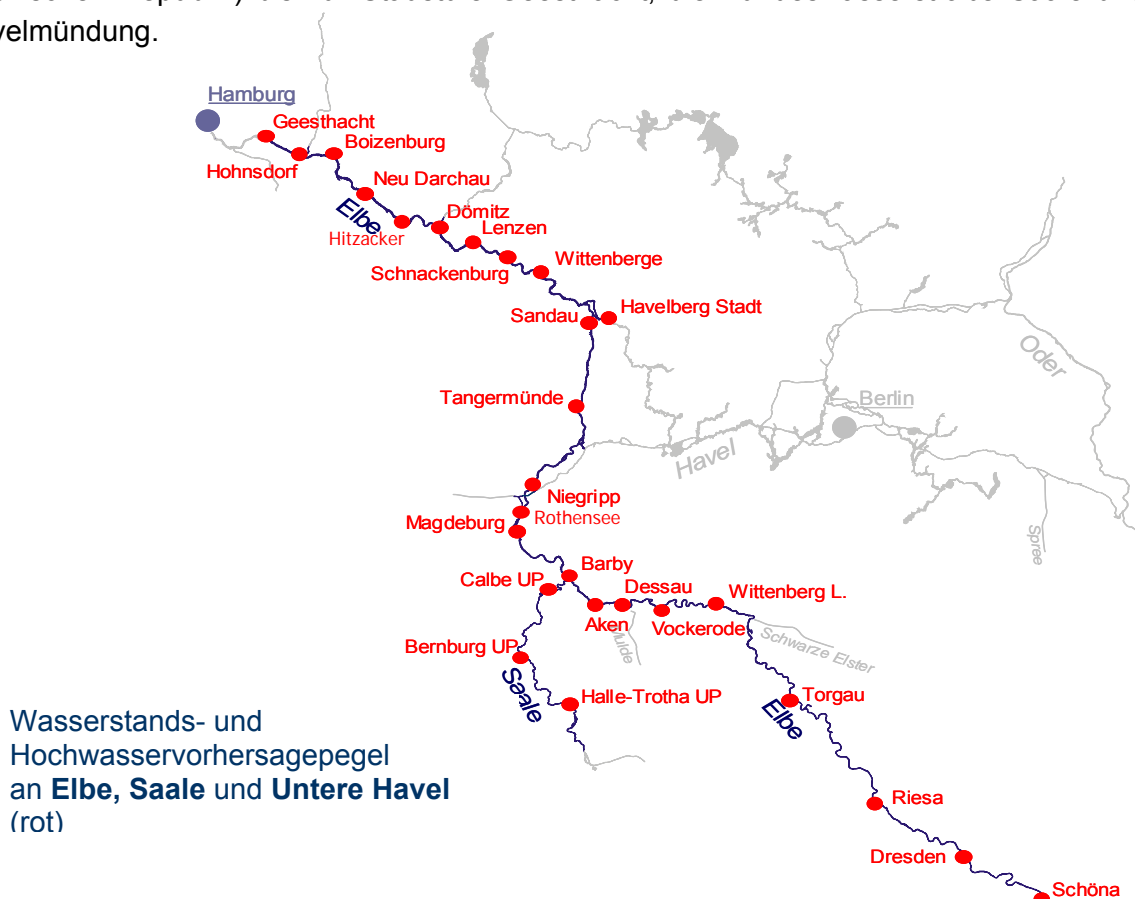 velmündung.
Hamburg
Geesthacht
Boizenburg
Hohnsdorf
Neu Darchau
Elbe
Dömitz
Hitzacker
Lenzen
Schnackenburg
Wittenberge
Havelberg Stadt
Sandau
Oder
Tangermünde
Berlin
Havel
Niegripp
Rothensee
Magdeburg
Spree
Barby
Calbe UP
Dessau
Wittenberg L.
Aken
Vockerode
Mulde
Schwarze Elster
Bernburg UP
Saale
Halle-Trotha UP
Torgau
Elbe
Wasserstands- und
Hochwasservorhersagepegel
an Elbe, Saale und Untere Havel
(rot)
Riesa
Dresden
Schöna